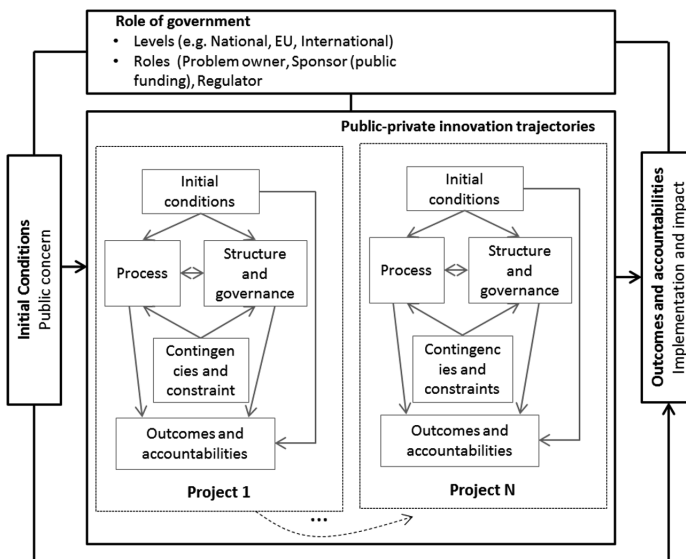 Role of government
• Levels (e.g. National, EU, International)
• Roles (Problem owner, Sponsor (public
funding), Regulator
Public-private innovation trajectories
Initial Conditions
Public concern
Initial
conditions
Process
Structure
and
governance
Contingen
cies and
constraint
Outcomes and
accountabilities
Project 1
...
Initial
conditions
Process
Structure
and
governance
Contingenc
ies and
constraints
Outcomes and
accountabilities
Project N
Outcomes and accountabilities
Implementation and impact